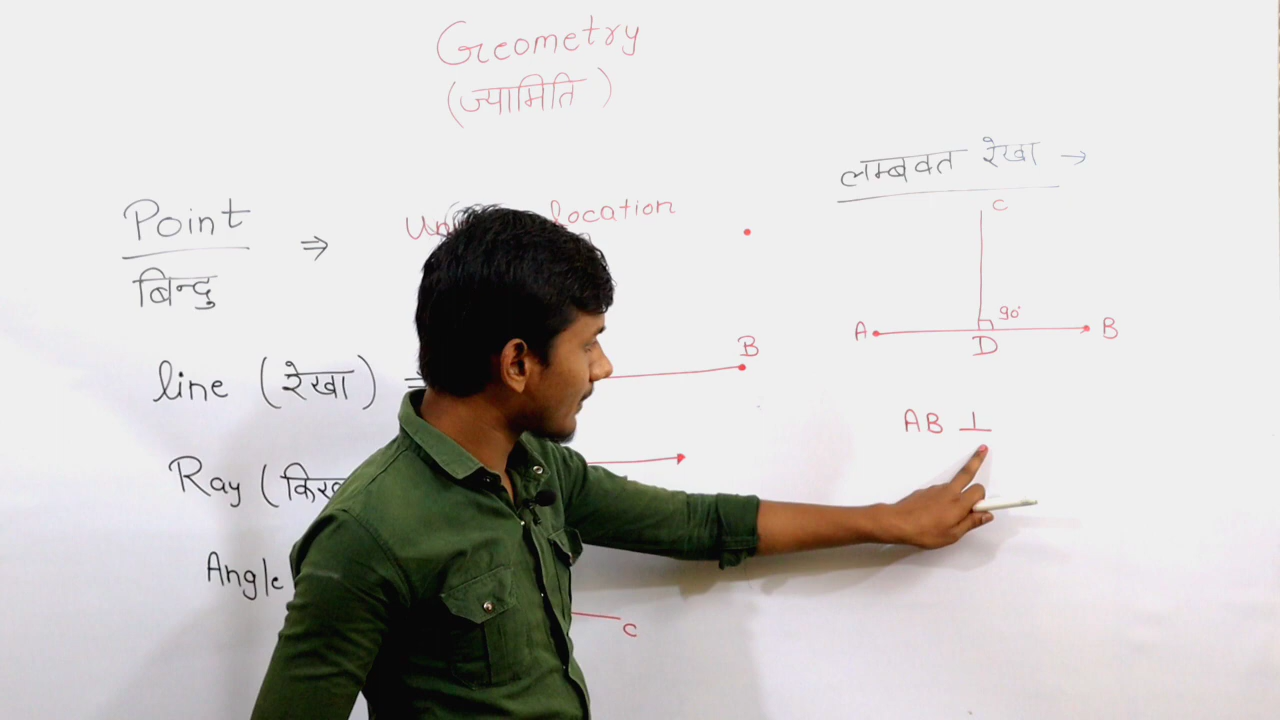 Geometry
(ज्यामिति)
Point ⇒ location
बिन्दु
line (रेखा)
B
Ray
Angle
C
लम्बवत रेखा →
C
90°
A B
D
AB ⊥